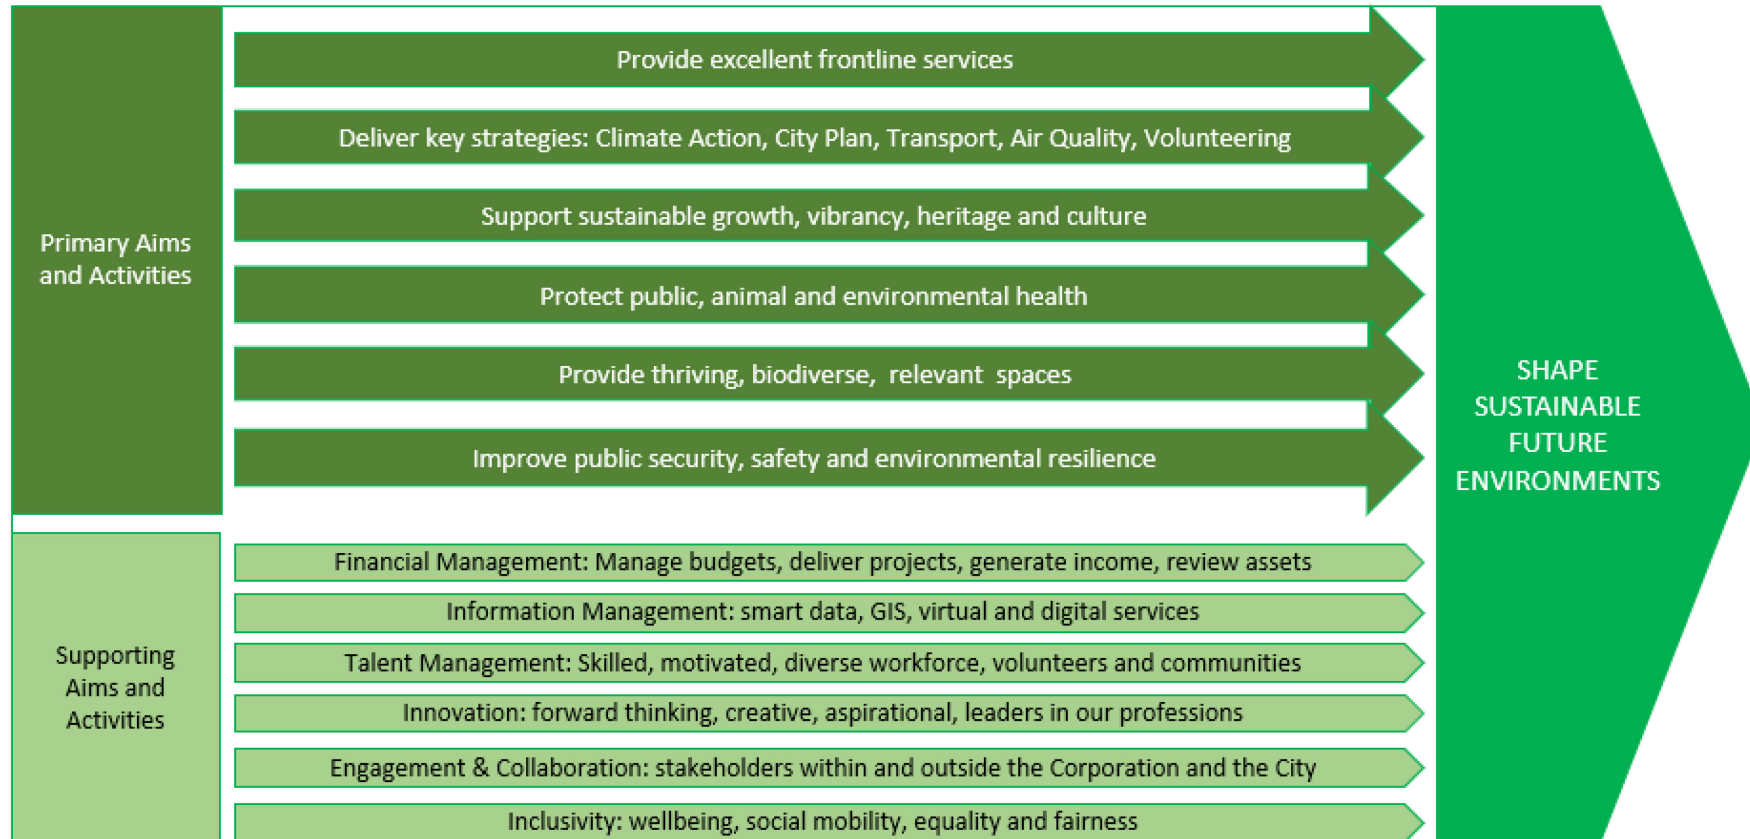 Primary Aims
and Activities
Provide excellent frontline services
Deliver key strategies: Climate Action, City Plan, Transport, Air Quality, Volunteering
Support sustainable growth, vibrancy, heritage and culture
Protect public, animal and environmental health
Provide thriving, biodiverse, relevant spaces
Improve public security, safety and environmental resilience
Supporting
Aims and
Activities
Financial Management: Manage budgets, deliver projects, generate income, review assets
Information Management: smart data, GIS, virtual and digital services
Talent Management: Skilled, motivated, diverse workforce, volunteers and communities
Innovation: forward thinking, creative, aspirational, leaders in our professions
Engagement & Collaboration: stakeholders within and outside the Corporation and the City
Inclusivity: wellbeing, social mobility, equality and fairness
SHAPE
SUSTAINABLE
FUTURE
ENVIRONMENTS